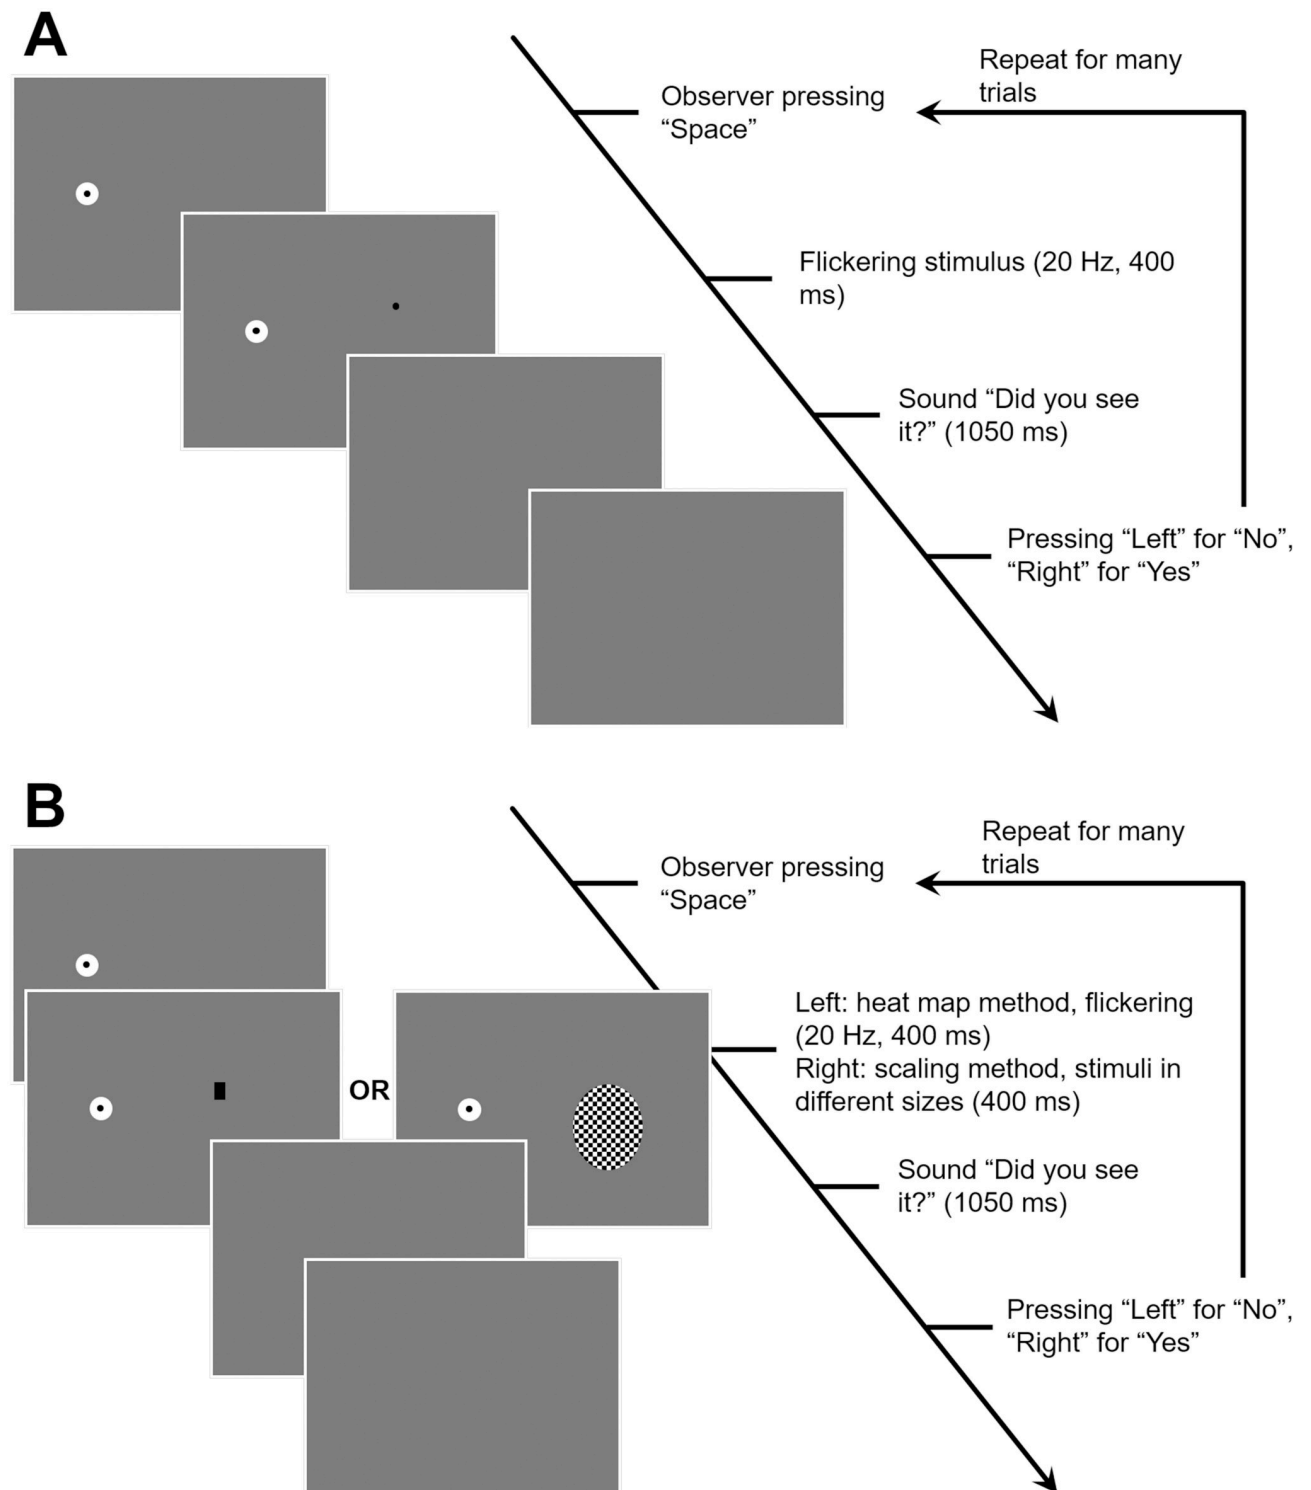 A
Repeat for many
trials
Observer pressing
“Space”
Flickering stimulus (20 Hz, 400
ms)
Sound “Did you see
it?” (1050 ms)
Pressing “Left” for “No”,
“Right” for “Yes”
B
Repeat for many
trials
Observer pressing
“Space”
OR
Left: heat map method, flickering
(20 Hz, 400 ms)
Right: scaling method, stimuli in
different sizes (400 ms)
Sound “Did you see
it?” (1050 ms)
Pressing “Left” for “No”,
“Right” for “Yes”